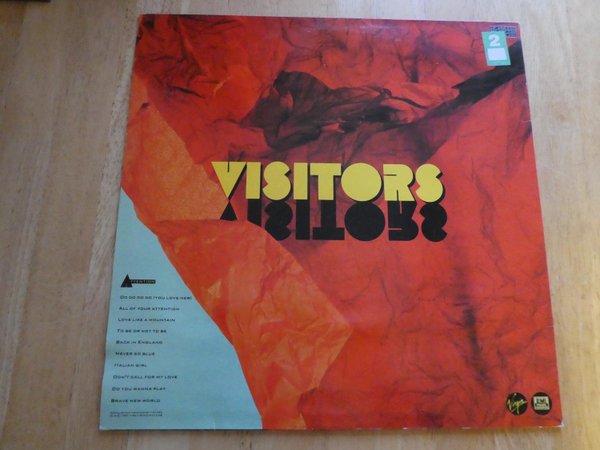 2
VISITORS
VISITORS
ATTENTION
DO DO DO DO (YOU LOVE HER)
ALL OF YOUR ATTENTION
LOVE LIKE A MOUNTAIN
TO BE OR NOT TO BE
BACK IN ENGLAND
NEVER SO BLUE
ITALIAN GIRL
DON'T CALL FOR MY LOVE
DO YOU WANNA PLAY
BRAVE NEW WORLD
Virgin